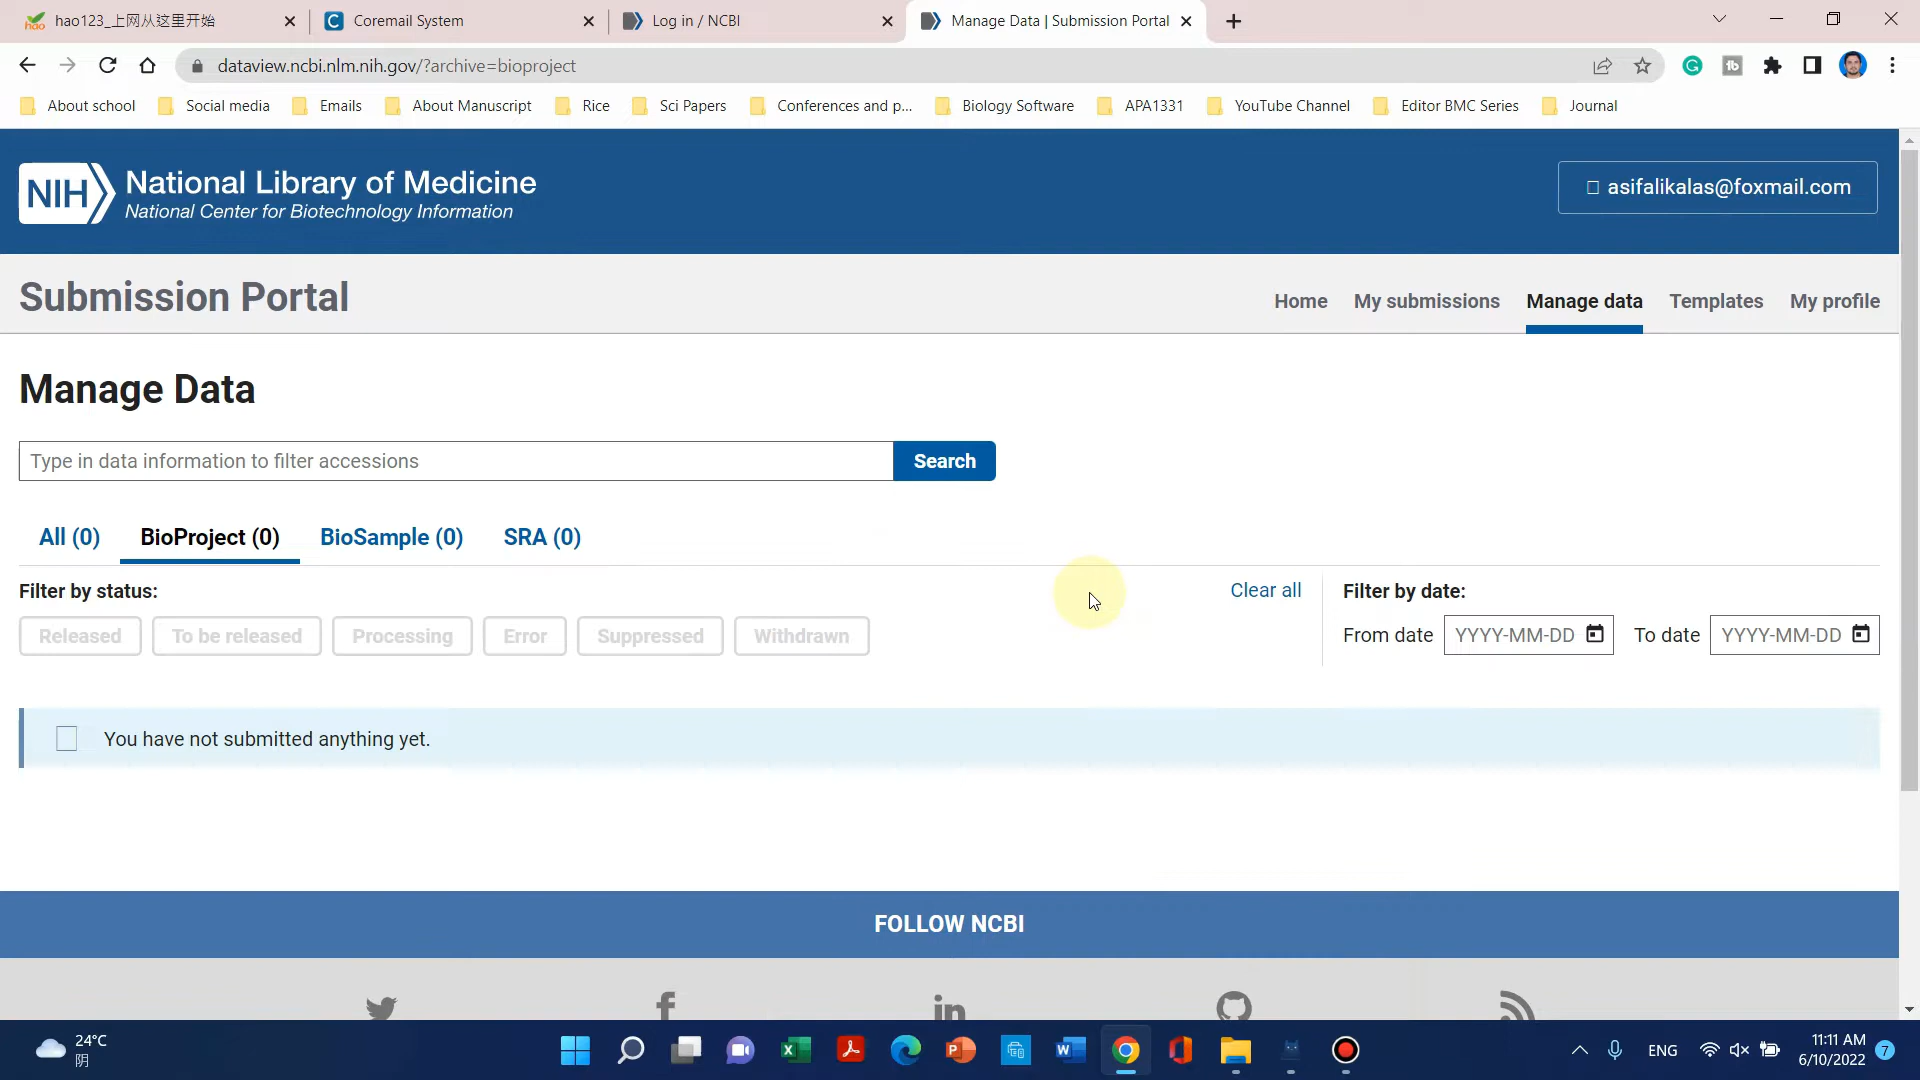 hao123_上网从这里开始
Coremail System
Log in / NCBI
Manage Data | Submission Portal
dataview.ncbi.nlm.nih.gov/?archive=bioproject
About school
Social media
Emails
About Manuscript
Rice
Sci Papers
Conferences and p...
Biology Software
APA1331
YouTube Channel
Editor BMC Series
Journal
NIH
National Library of Medicine
National Center for Biotechnology Information
asifalikalas@foxmail.com
Submission Portal
Home
My submissions
Manage data
Templates
My profile
Manage Data
Type in data information to filter accessions
Search
All (0)
BioProject (0)
BioSample (0)
SRA (0)
Filter by status:
Clear all
Filter by date:
Released
To be released
Processing
Error
Suppressed
Withdrawn
From date
YYYY-MM-DD
To date
YYYY-MM-DD
You have not submitted anything yet.
FOLLOW NCBI
24°C
阴
ENG
11:11 AM
6/10/2022
7